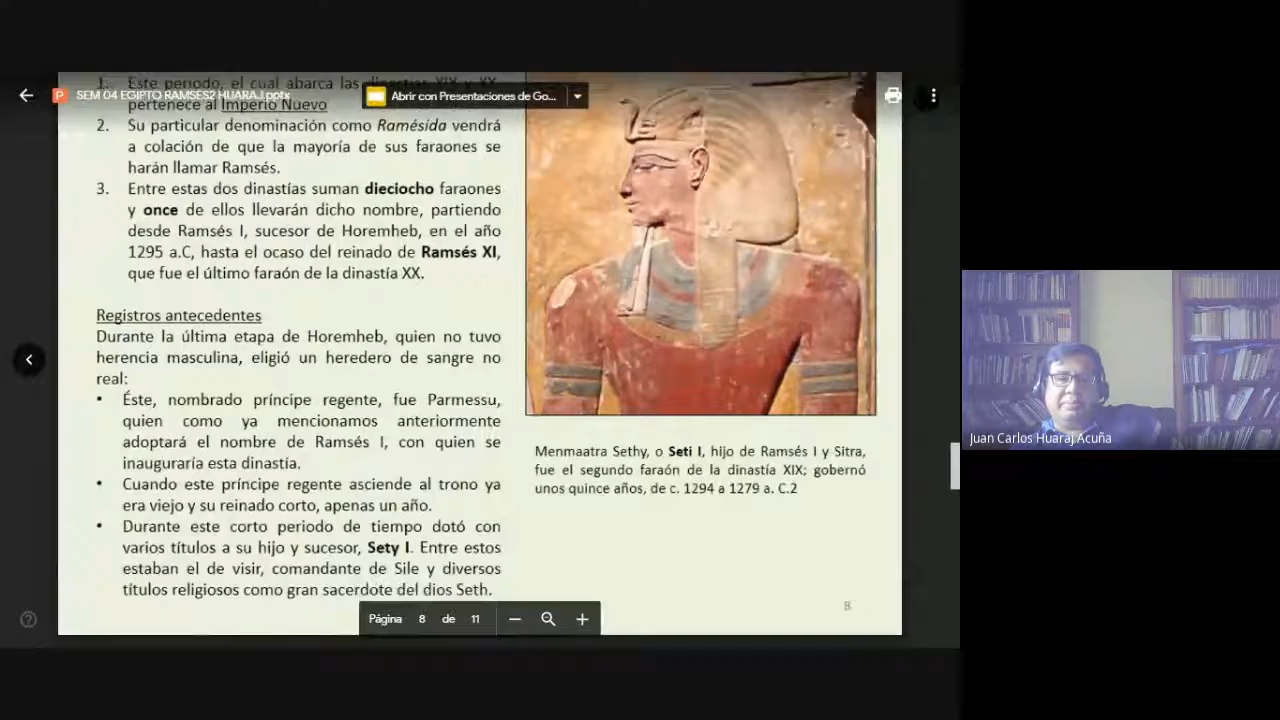 1. Este periodo, el cual abarca las dinastías XIX y XX,
SEM 04 EGIPTO RAMSES2 HUARAJ.pptx
Abrir con Presentaciones de Go...
pertenece al Imperio Nuevo
2. Su particular denominación como Ramésida vendrá
a colación de que la mayoría de sus faraones se
harán llamar Ramsés.
3. Entre estas dos dinastías suman dieciocho faraones
y once de ellos llevarán dicho nombre, partiendo
desde Ramsés I, sucesor de Horemheb, en el año
1295 a.C, hasta el ocaso del reinado de Ramsés XI,
que fue el último faraón de la dinastía XX.
Registros antecedentes
Durante la última etapa de Horemheb, quien no tuvo
herencia masculina, eligió un heredero de sangre no
real:
• Éste, nombrado príncipe regente, fue Parmessu,
quien como ya mencionamos anteriormente
adoptará el nombre de Ramsés I, con quien se
inauguraría esta dinastía.
• Cuando este príncipe regente asciende al trono ya
era viejo y su reinado corto, apenas un año.
• Durante este corto periodo de tiempo dotó con
varios títulos a su hijo y sucesor, Sety I. Entre estos
estaban el de visir, comandante de Sile y diversos
títulos religiosos como gran sacerdote del dios Seth.
Menmaatra Sethy, o Seti I, hijo de Ramsés I y Sitra,
fue el segundo faraón de la dinastía XIX; gobernó
unos quince años, de c. 1294 a 1279 a. C.2
8
Página 8 de 11
Juan Carlos Huaraj Acuña